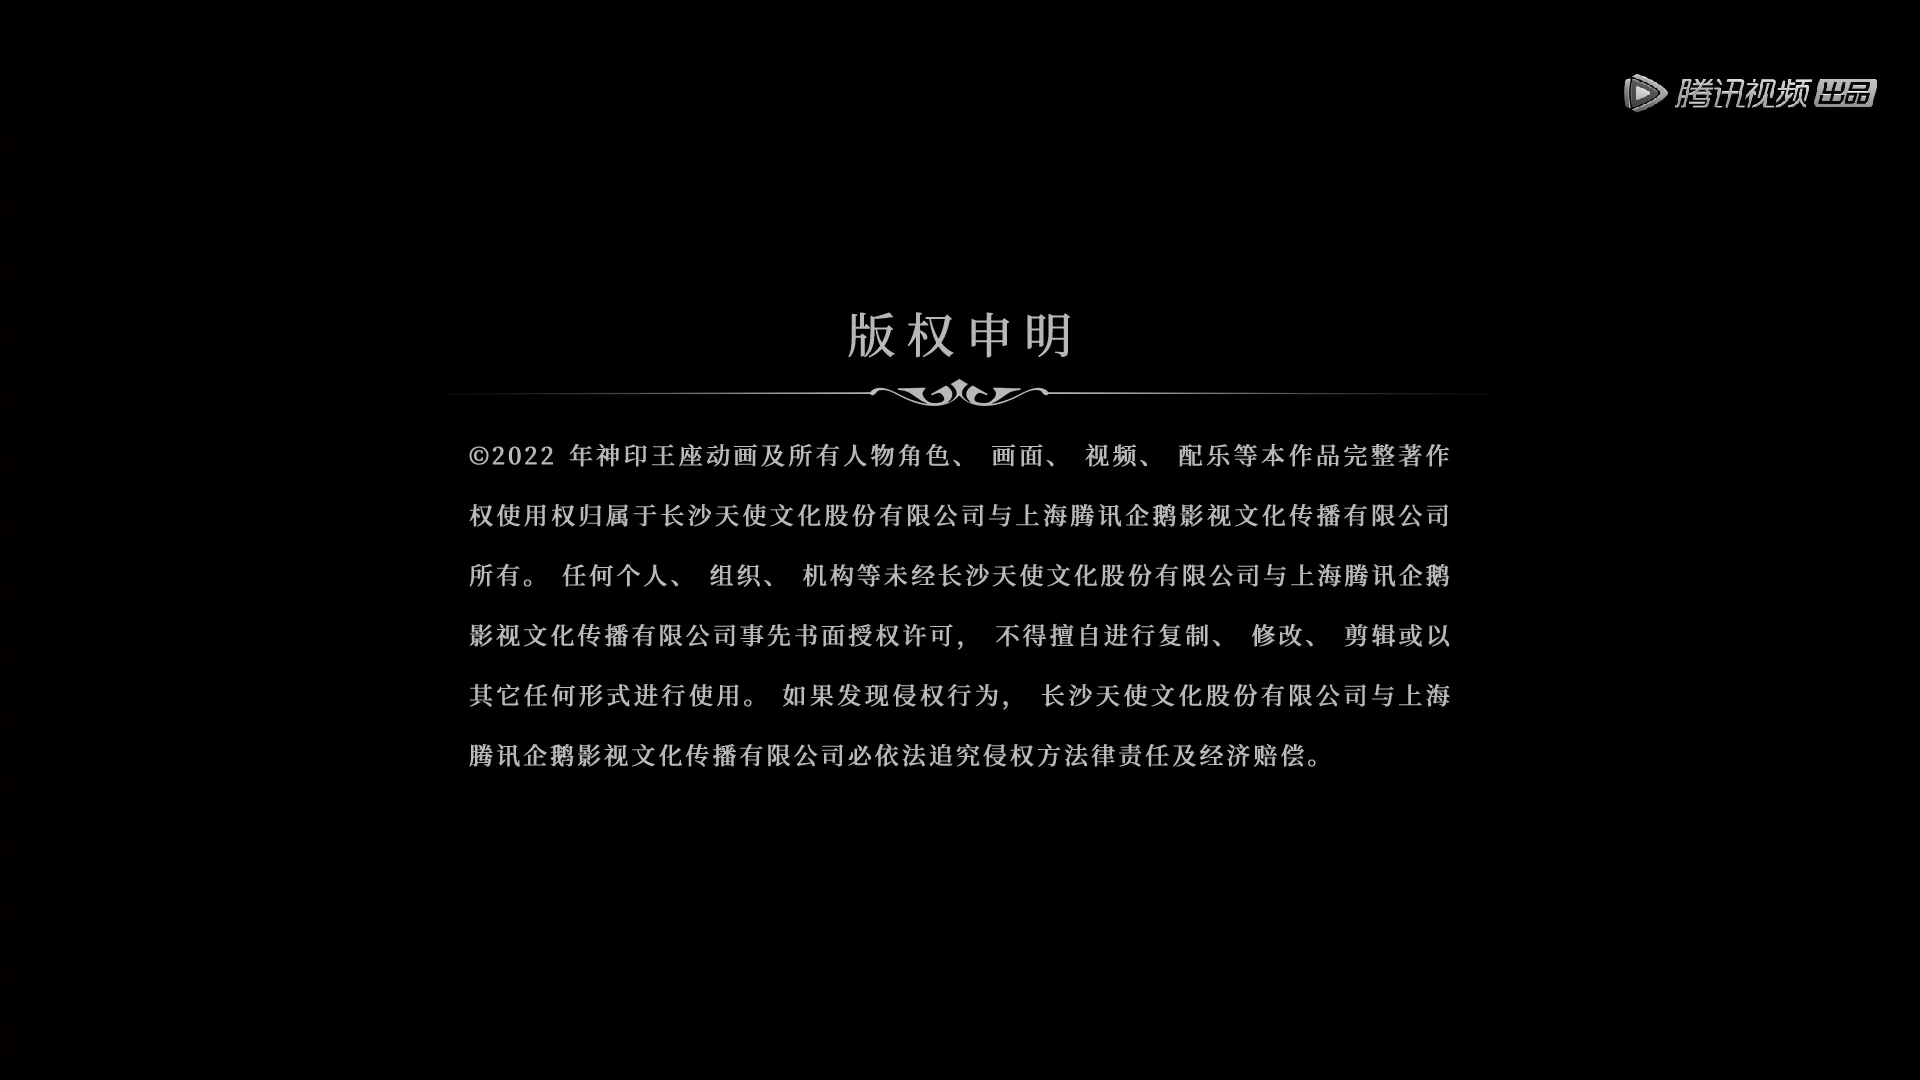 腾讯视频 出品
版权申明
©2022 年神印王座动画及所有人物角色、 画面、 视频、 配乐等本作品完整著作
权使用权归属于长沙天使文化股份有限公司与上海腾讯企鹅影视文化传播有限公司
所有。 任何个人、 组织、 机构等未经长沙天使文化股份有限公司与上海腾讯企鹅
影视文化传播有限公司事先书面授权许可， 不得擅自进行复制、 修改、 剪辑或以
其它任何形式进行使用。 如果发现侵权行为， 长沙天使文化股份有限公司与上海
腾讯企鹅影视文化传播有限公司必依法追究侵权方法律责任及经济赔偿。